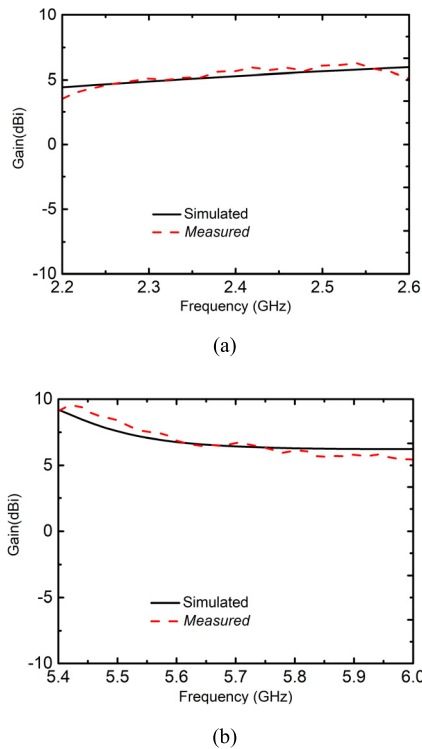 10
5
0
-5
-10
Gain(dBi)
Simulated
Measured
2.2 2.3 2.4 2.5 2.6
Frequency (GHz)
(a)
10
5
0
-5
-10
Gain(dBi)
Simulated
Measured
5.4 5.5 5.6 5.7 5.8 5.9 6.0
Frequency (GHz)
(b)